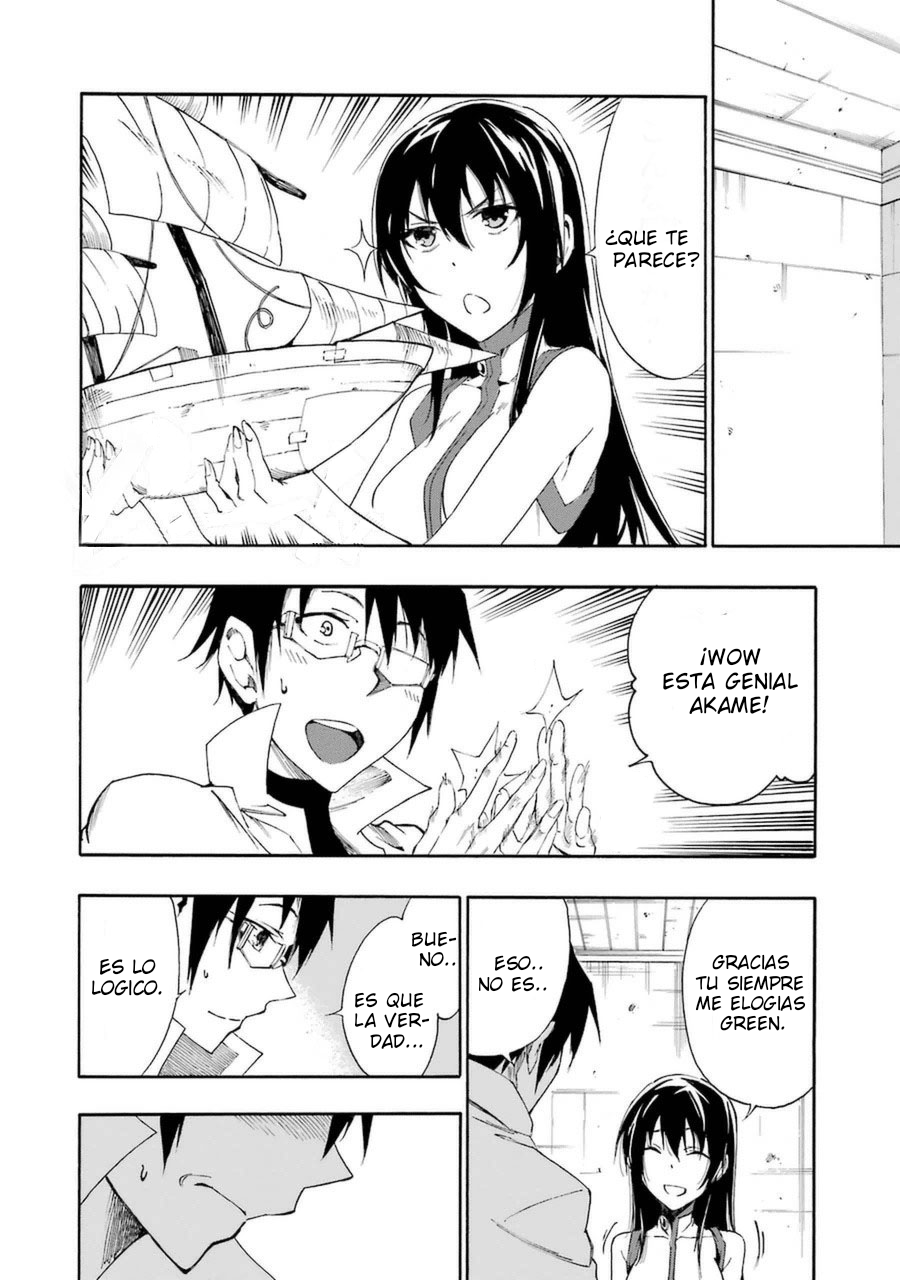 ¿QUE TE
PARECE?
¡WOW
ESTA GENIAL
AKAME!
GRACIAS
TU SIEMPRE
ME ELOGIAS
GREEN.
ESO..
NO ES..
BUE-
NO..
ES QUE
LA VER-
DAD...
ES LO
LOGICO.